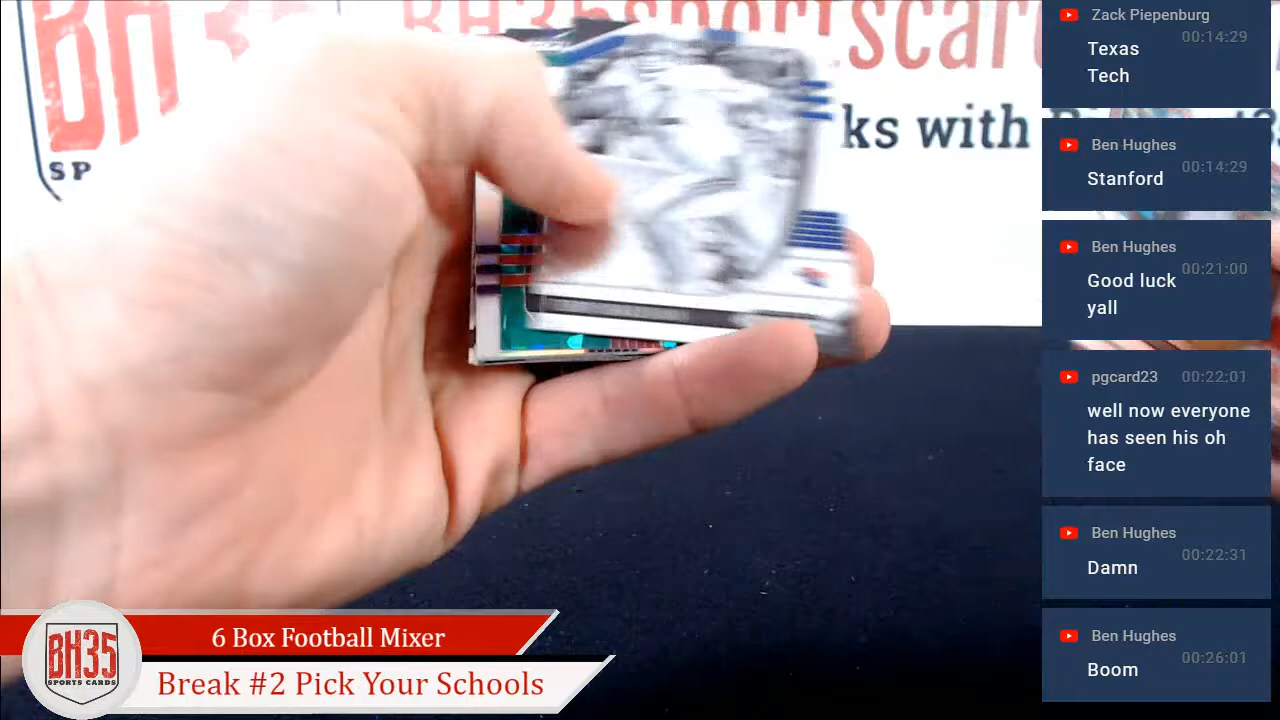 BH35
SP
sportscar
ks with
Zack Piepenburg
00:14:29
Texas
Tech
Ben Hughes
00:14:29
Stanford
Ben Hughes
00:21:00
Good luck
yall
pgcard23 00:22:01
well now everyone
has seen his oh
face
Ben Hughes
00:22:31
Damn
Ben Hughes
00:26:01
Boom
BH35
SPORTS CARDS
6 Box Football Mixer
Break #2 Pick Your Schools